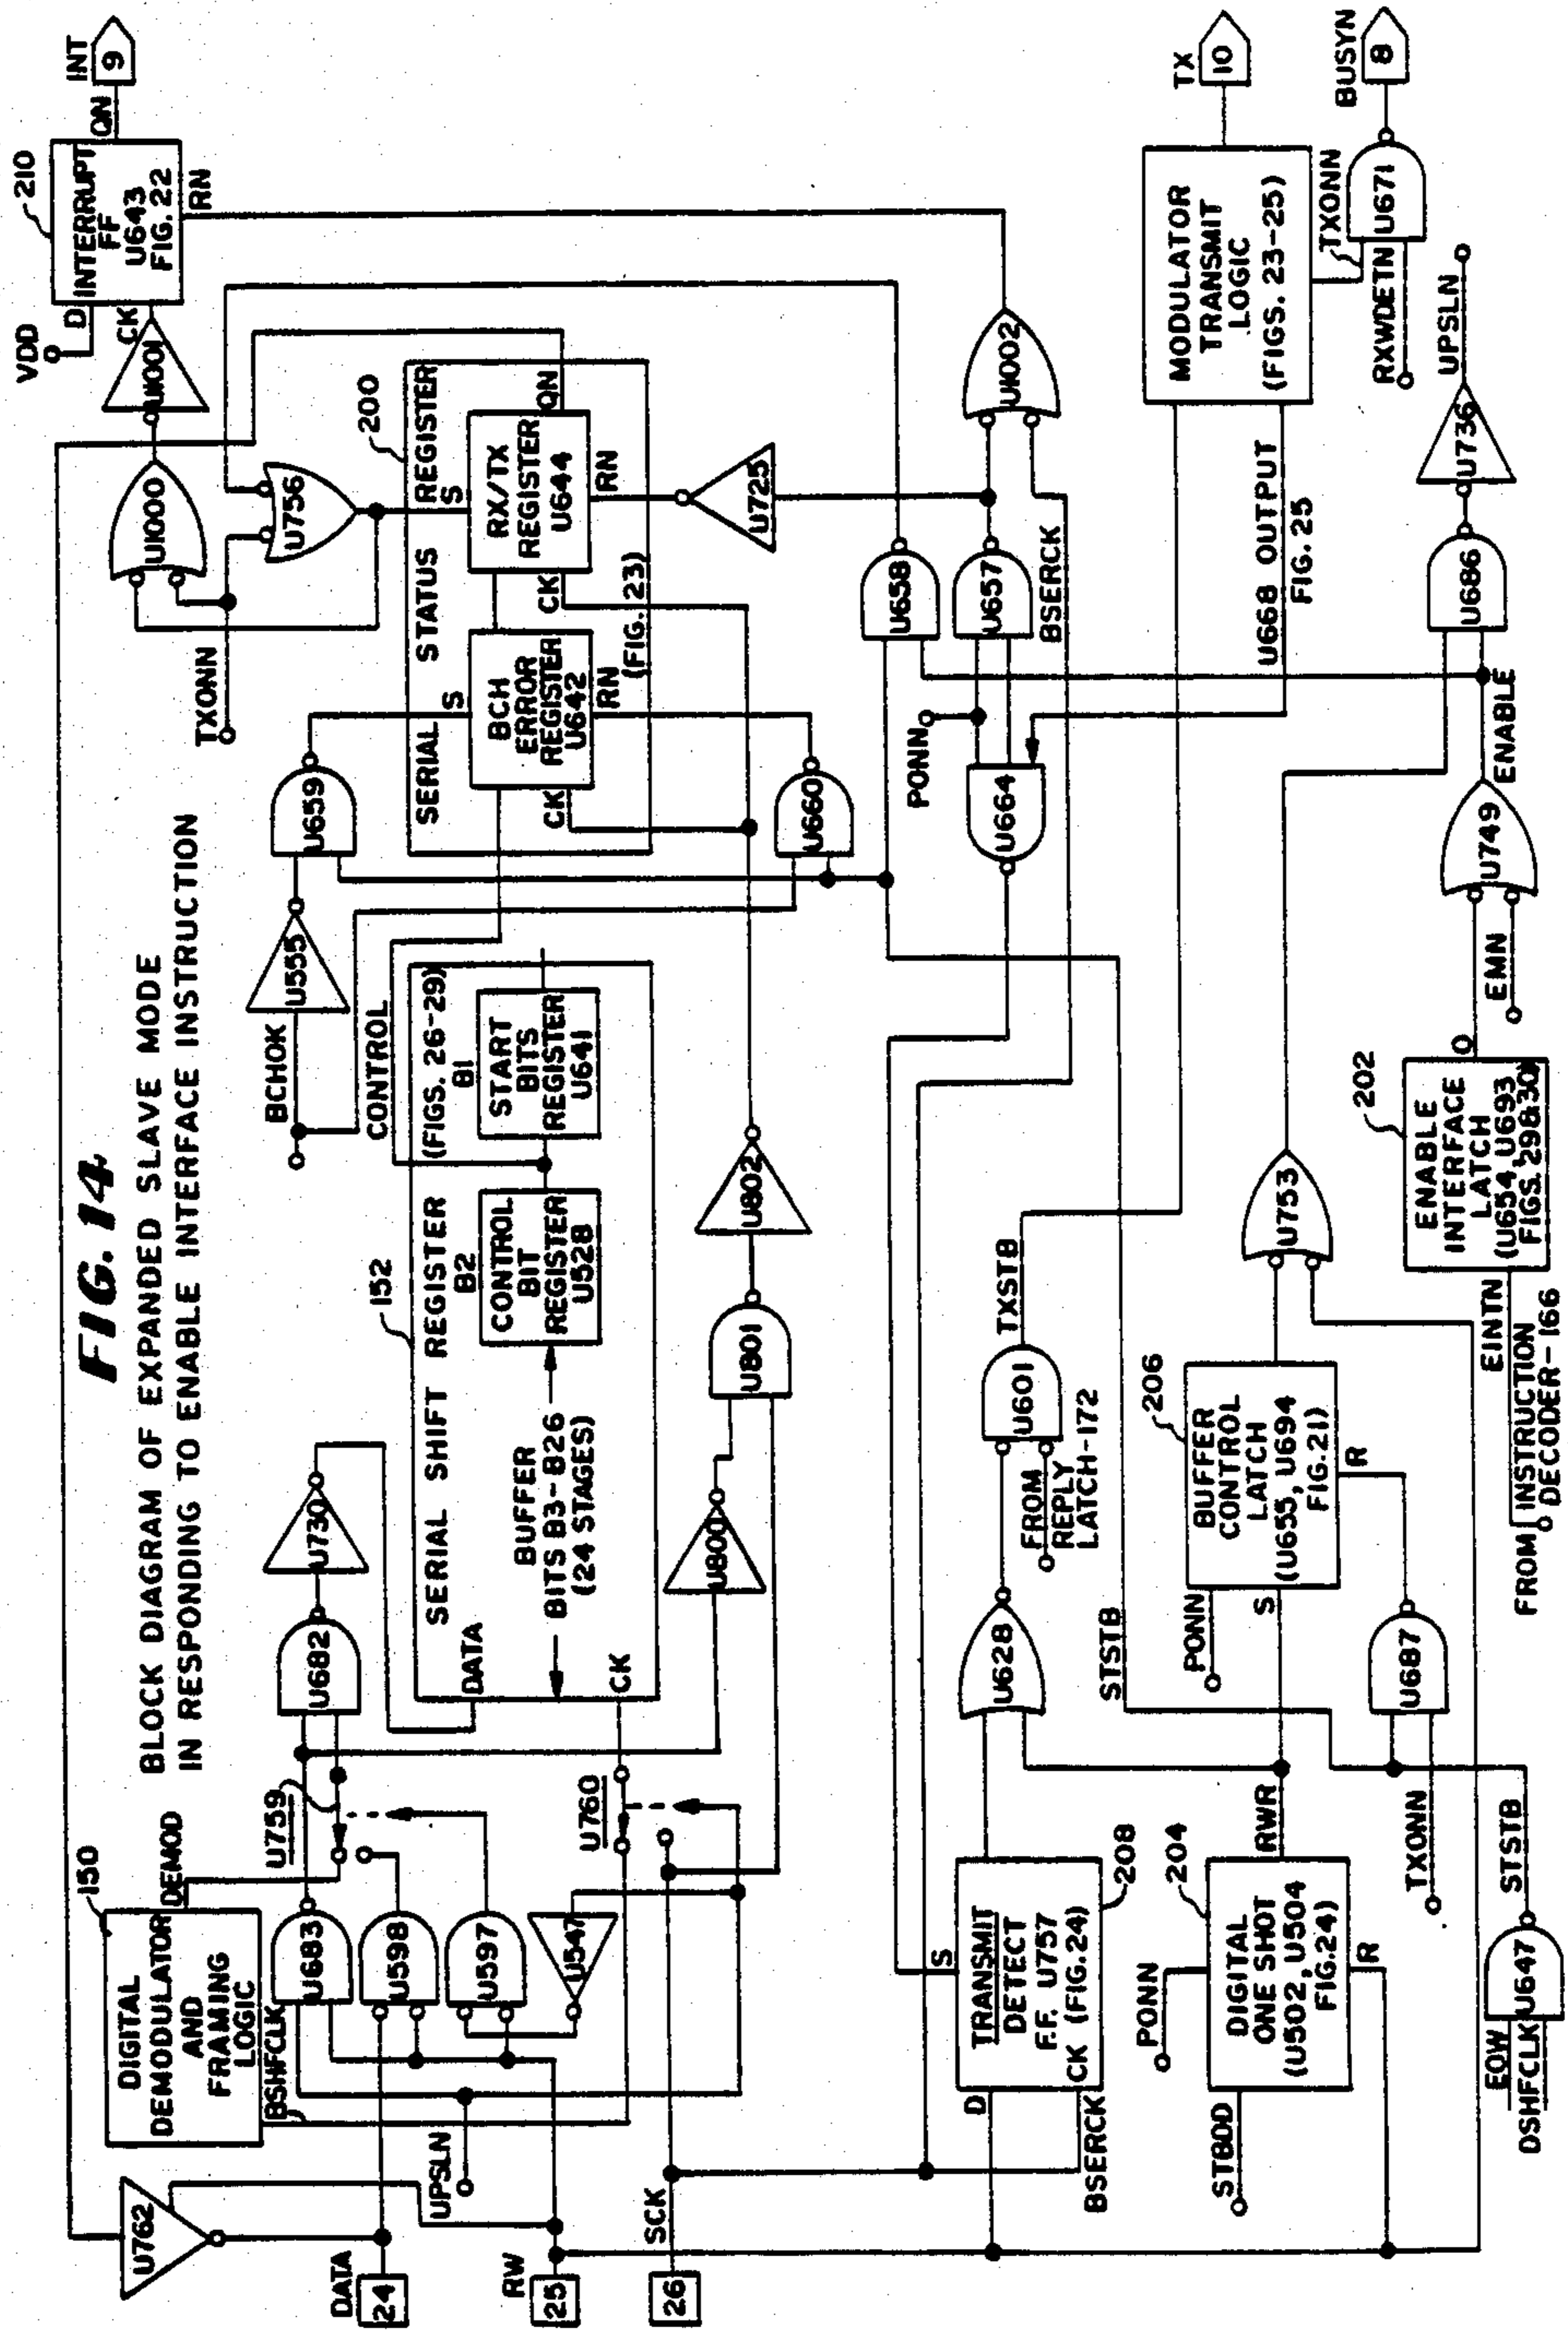 FIG. 14
BLOCK DIAGRAM OF EXPANDED SLAVE MODE
IN RESPONDING TO ENABLE INTERFACE INSTRUCTION
150
DIGITAL
DEMODULATOR
AND
FRAMING
LOGIC
DEMOD
BSHFCLK
U762
DATA
24
RW
25
SCK
26
UPSLN
U683
U598
U597
U547
U759
U760
U682
U730
152
SERIAL SHIFT REGISTER
(FIGS. 26-29)
DATA
CK
BUFFER
BITS B3-B26
(24 STAGES)
B2
CONTROL
BIT
REGISTER
U528
B1
START
BITS
REGISTER
U641
U800
U801
U802
BCHOK
CONTROL
U555
U659
U660
SERIAL STATUS REGISTER
200
S
BCH
ERROR
REGISTER
U642
CK
RN
S
RX/TX
REGISTER
U644
CK
QN
RN
(FIG. 23)
TXONN
U1000
U756
U1001
VDD
D
CK
INTERRUPT
FF
U643
FIG. 22
210
QN
RN
INT
9
U725
U658
U657
U664
PONN
BSERCK
U1002
U668 OUTPUT
FIG. 25
MODULATOR
TRANSMIT
LOGIC
(FIGS. 23-25)
TX
10
TXONN
RXWDETN
U671
BUSYN
8
TRANSMIT
DETECT
F.F. U757
CK (FIG. 24)
D
S
208
BSERCK
U628
U601
TXSTB
FROM
REPLY
LATCH-172
STSTB
PONN
204
DIGITAL
ONE SHOT
(U502, U504
FIG. 24)
STBDD
RWR
R
PONN
206
BUFFER
CONTROL
LATCH
(U655, U694
FIG. 21)
S
R
U687
TXONN
STSTB
EOW
DSHFCLK
U647
U753
202
ENABLE
INTERFACE
LATCH
(U654, U693
FIGS. 29&30)
EINTN
FROM INSTRUCTION
DECODER-166
Q
EMN
U749
ENABLE
U686
U736
UPSLN